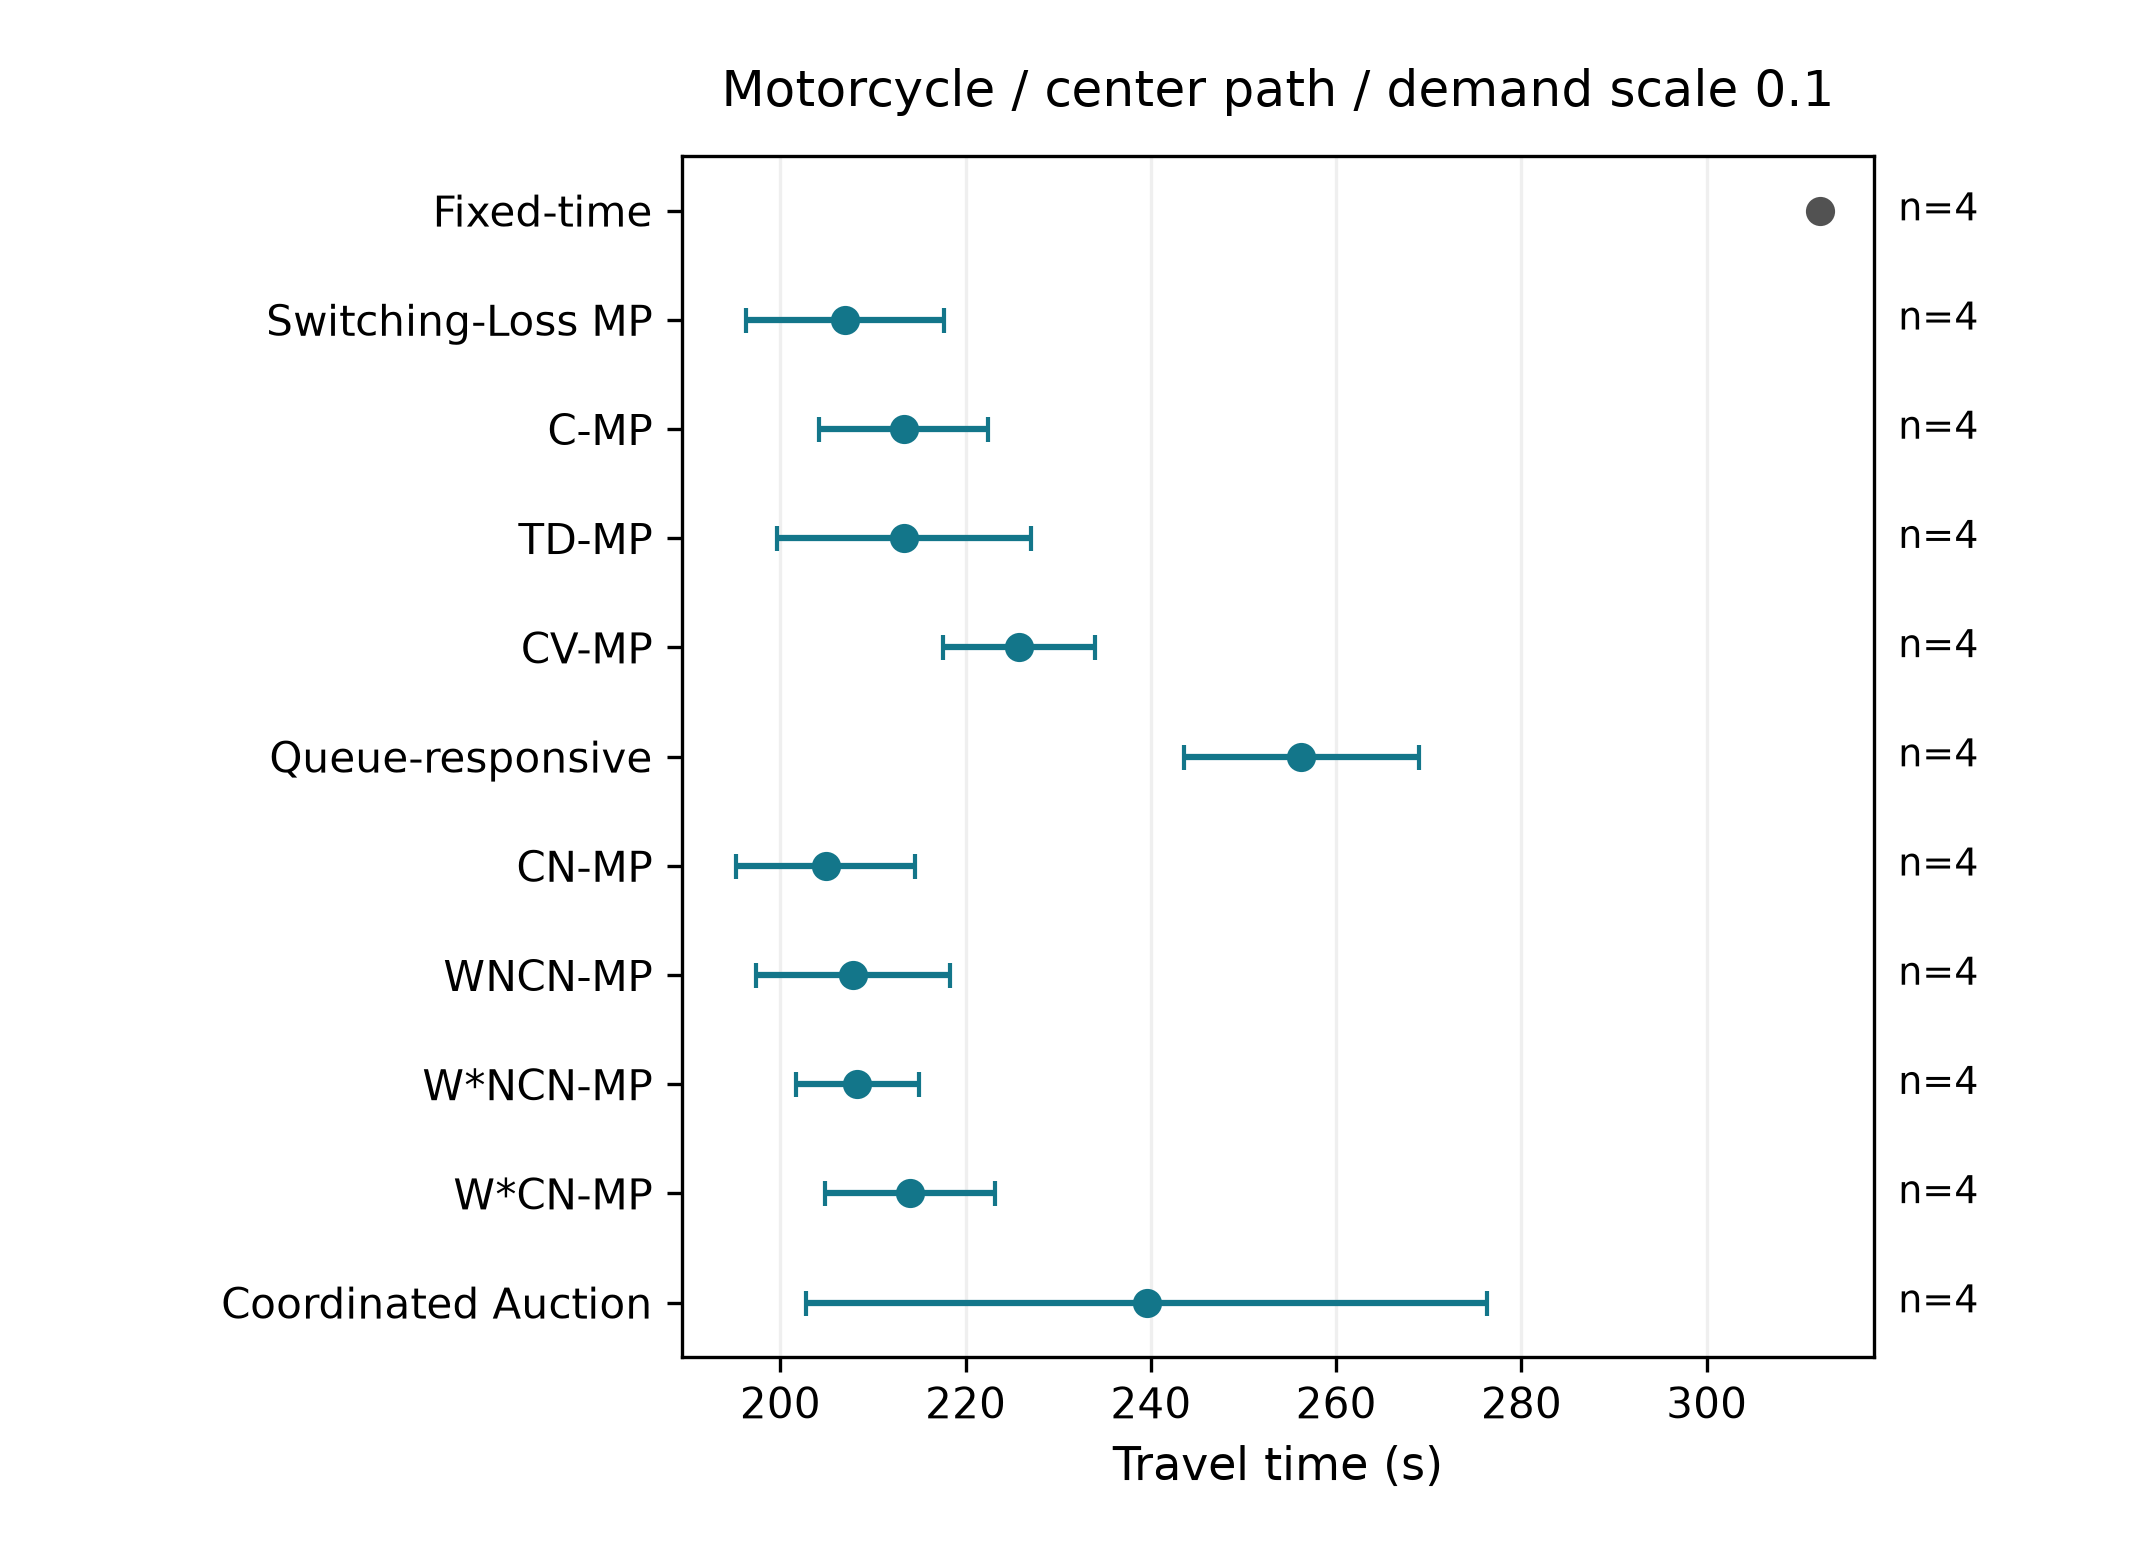 Motorcycle / center path / demand scale 0.1
Fixed-time n=4
Switching-Loss MP n=4
C-MP n=4
TD-MP n=4
CV-MP n=4
Queue-responsive n=4
CN-MP n=4
WNCN-MP n=4
W*NCN-MP n=4
W*CN-MP n=4
Coordinated Auction n=4
200 220 240 260 280 300
Travel time (s)